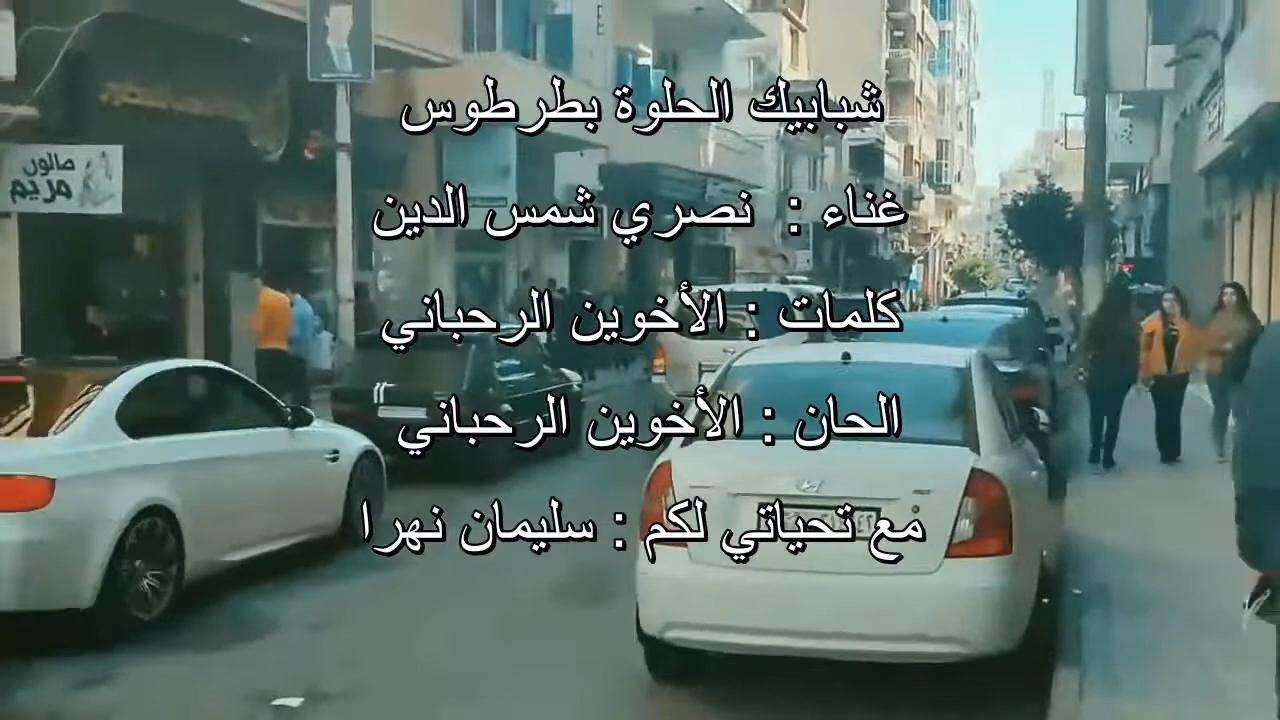 شبابيك الحلوة بطرطوس
غناء : نصري شمس الدين
كلمات : الأخوين الرحباني
الحان : الأخوين الرحباني
مع تحياتي لكم : سليمان نهرا
صالون
مريم